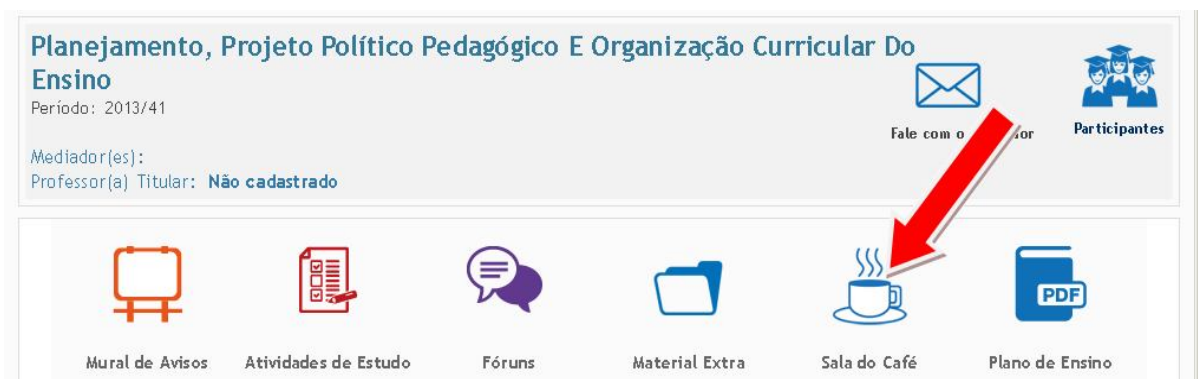 Planejamento, Projeto Político Pedagógico E Organização Curricular Do
Ensino
Período: 2013/41
Fale com o
Participantes
Mediador(es):
Professor(a) Titular: Não cadastrado
PDF
Mural de Avisos
Atividades de Estudo
Fóruns
Material Extra
Sala do Café
Plano de Ensino